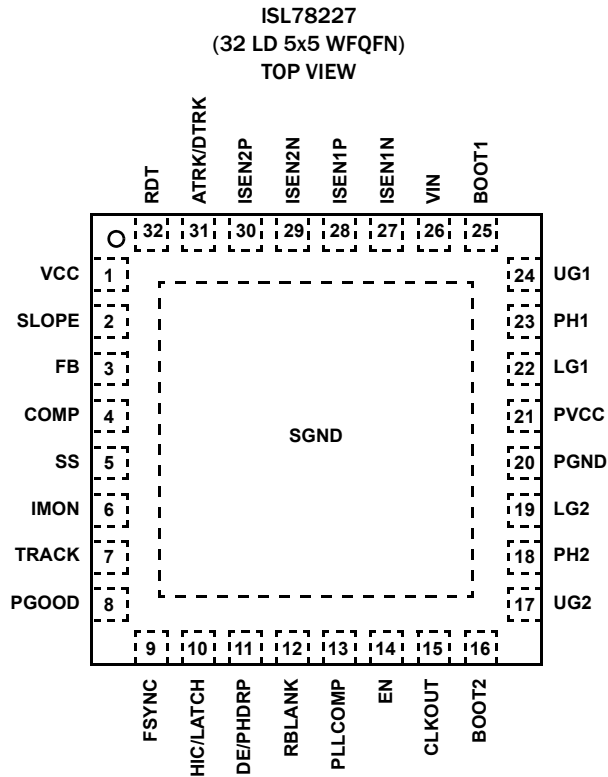 ISL78227
(32 LD 5x5 WFQFN)
TOP VIEW
RDT
ATRK/DTRK
ISEN2P
ISEN2N
ISEN1P
ISEN1N
VIN
BOOT1
32 31 30 29 28 27 26 25
VCC 1 24 UG1
SLOPE 2 23 PH1
FB 3 22 LG1
COMP 4 21 PVCC
SGND
SS 5 20 PGND
IMON 6 19 LG2
TRACK 7 18 PH2
PGOOD 8 17 UG2
9 10 11 12 13 14 15 16
FSYNC
HIC/LATCH
DE/PHDRP
RBLANK
PLLCOMP
EN
CLKOUT
BOOT2